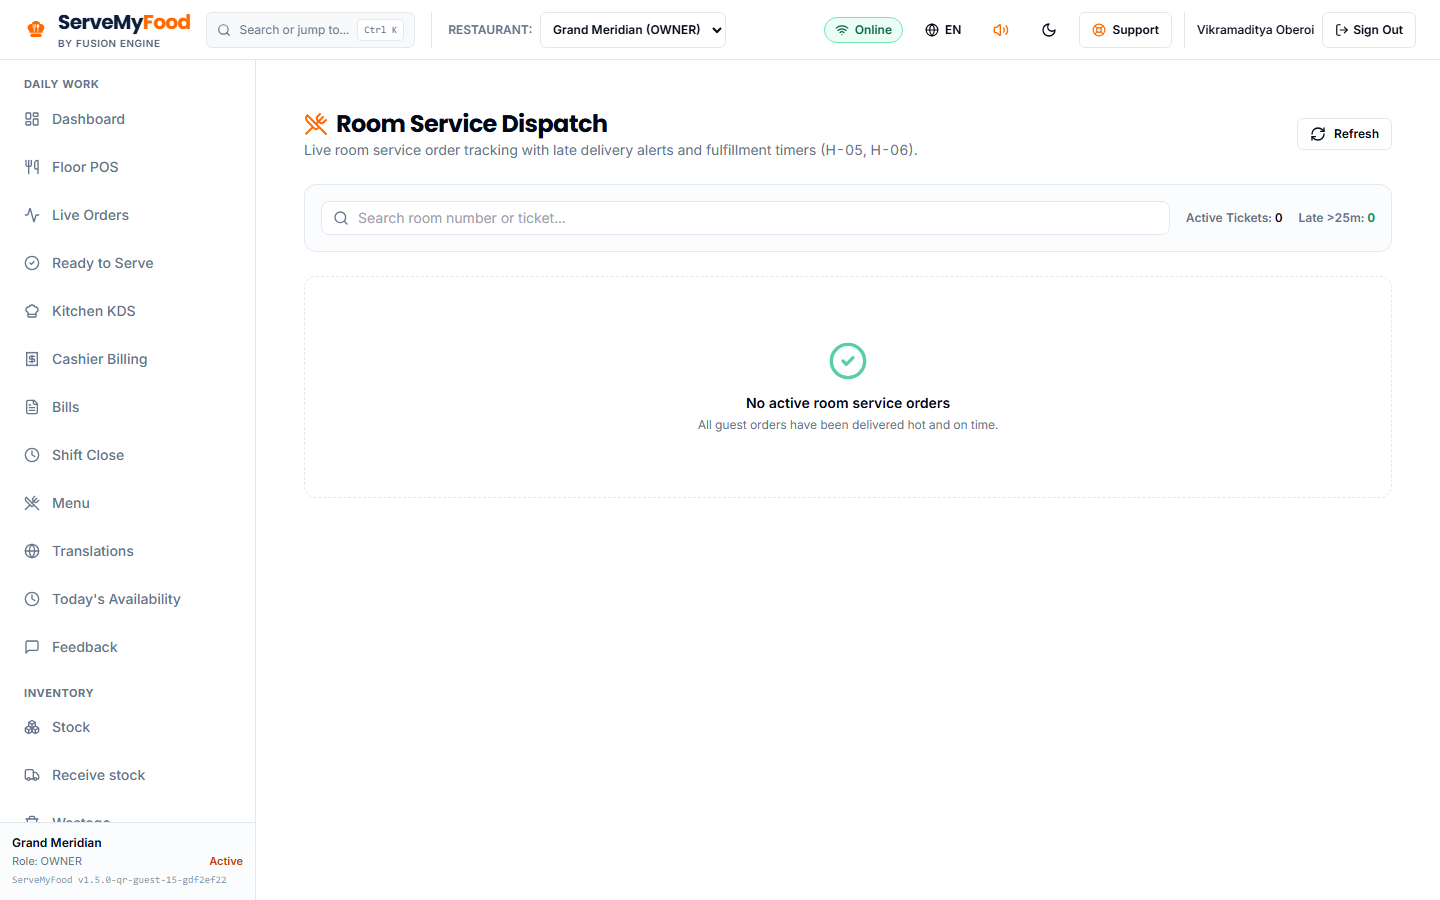 ServeMyFood
BY FUSION ENGINE
Search or jump to... Ctrl K
RESTAURANT: Grand Meridian (OWNER)
Online
EN
Support
Vikramaditya Oberoi
Sign Out
DAILY WORK
Dashboard
Floor POS
Live Orders
Ready to Serve
Kitchen KDS
Cashier Billing
Bills
Shift Close
Menu
Translations
Today's Availability
Feedback
INVENTORY
Stock
Receive stock
Wastage
Grand Meridian
Role: OWNER Active
ServeMyFood v1.5.0-qr-guest-15-gdf2ef22
Room Service Dispatch
Live room service order tracking with late delivery alerts and fulfillment timers (H-05, H-06).
Refresh
Search room number or ticket...
Active Tickets: 0 Late >25m: 0
No active room service orders
All guest orders have been delivered hot and on time.